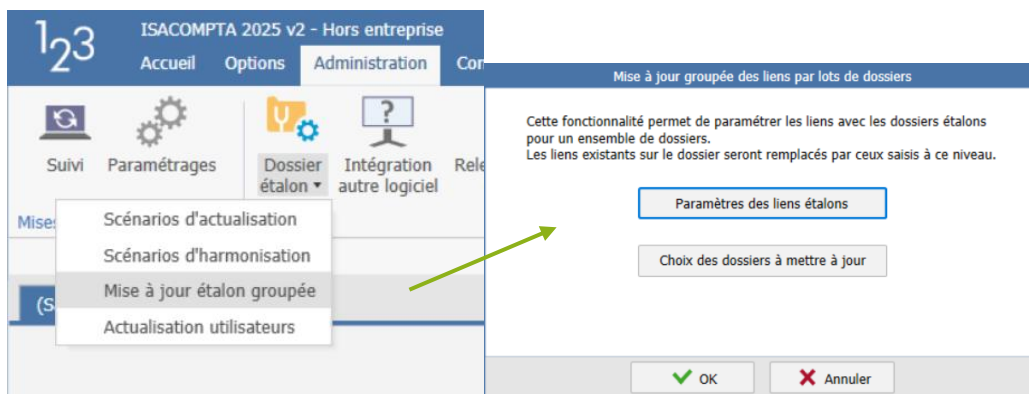 123
ISACOMPTA 2025 v2 - Hors entreprise
Accueil Options Administration
Suivi Paramétrages Dossier étalon Intégration autre logiciel
Scénarios d'actualisation
Scénarios d'harmonisation
Mise à jour étalon groupée
Actualisation utilisateurs
Mise à jour groupée des liens par lots de dossiers
Cette fonctionnalité permet de paramétrer les liens avec les dossiers étalons
pour un ensemble de dossiers.
Les liens existants sur le dossier seront remplacés par ceux saisis à ce niveau.
Paramètres des liens étalons
Choix des dossiers à mettre à jour
OK Annuler